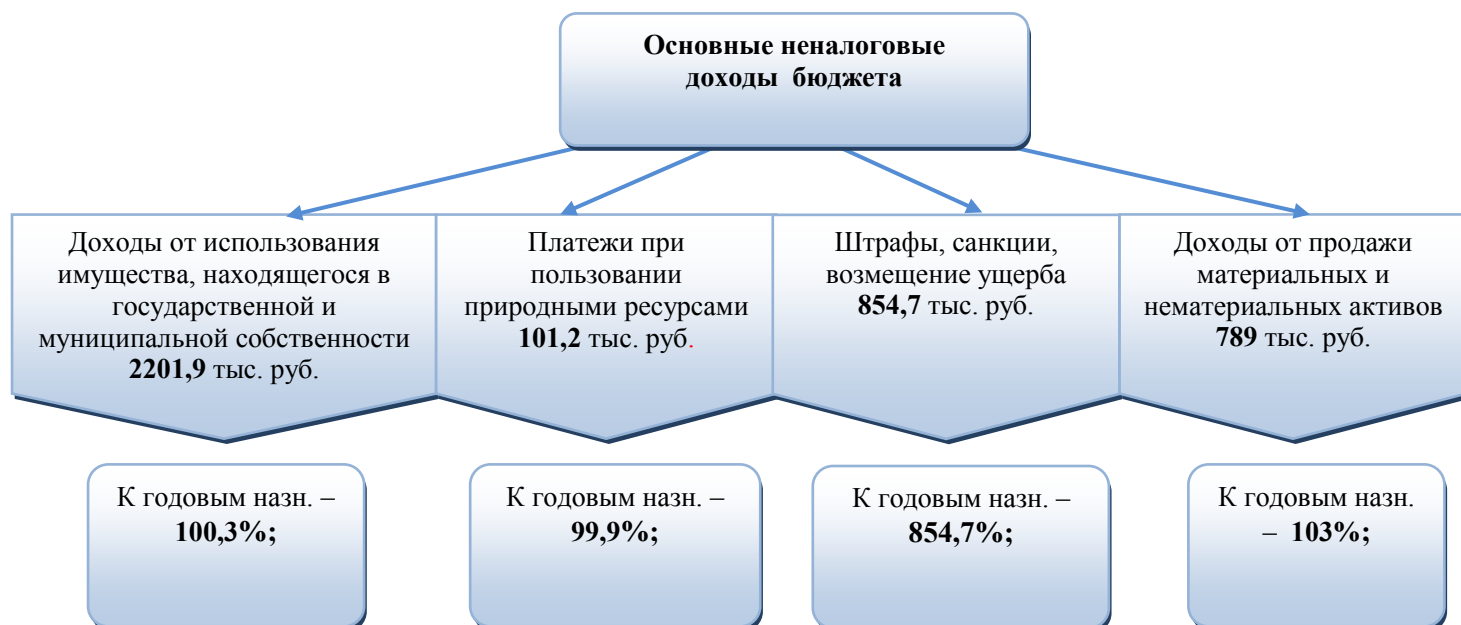 Основные неналоговые
доходы бюджета
Доходы от использования
имущества, находящегося в
государственной и
муниципальной собственности
2201,9 тыс. руб.
Платежи при
пользовании
природными ресурсами
101,2 тыс. руб.
Штрафы, санкции,
возмещение ущерба
854,7 тыс. руб.
Доходы от продажи
материальных и
нематериальных активов
789 тыс. руб.
К годовым назн. –
100,3%;
К годовым назн. –
99,9%;
К годовым назн. –
854,7%;
К годовым назн.
– 103%;